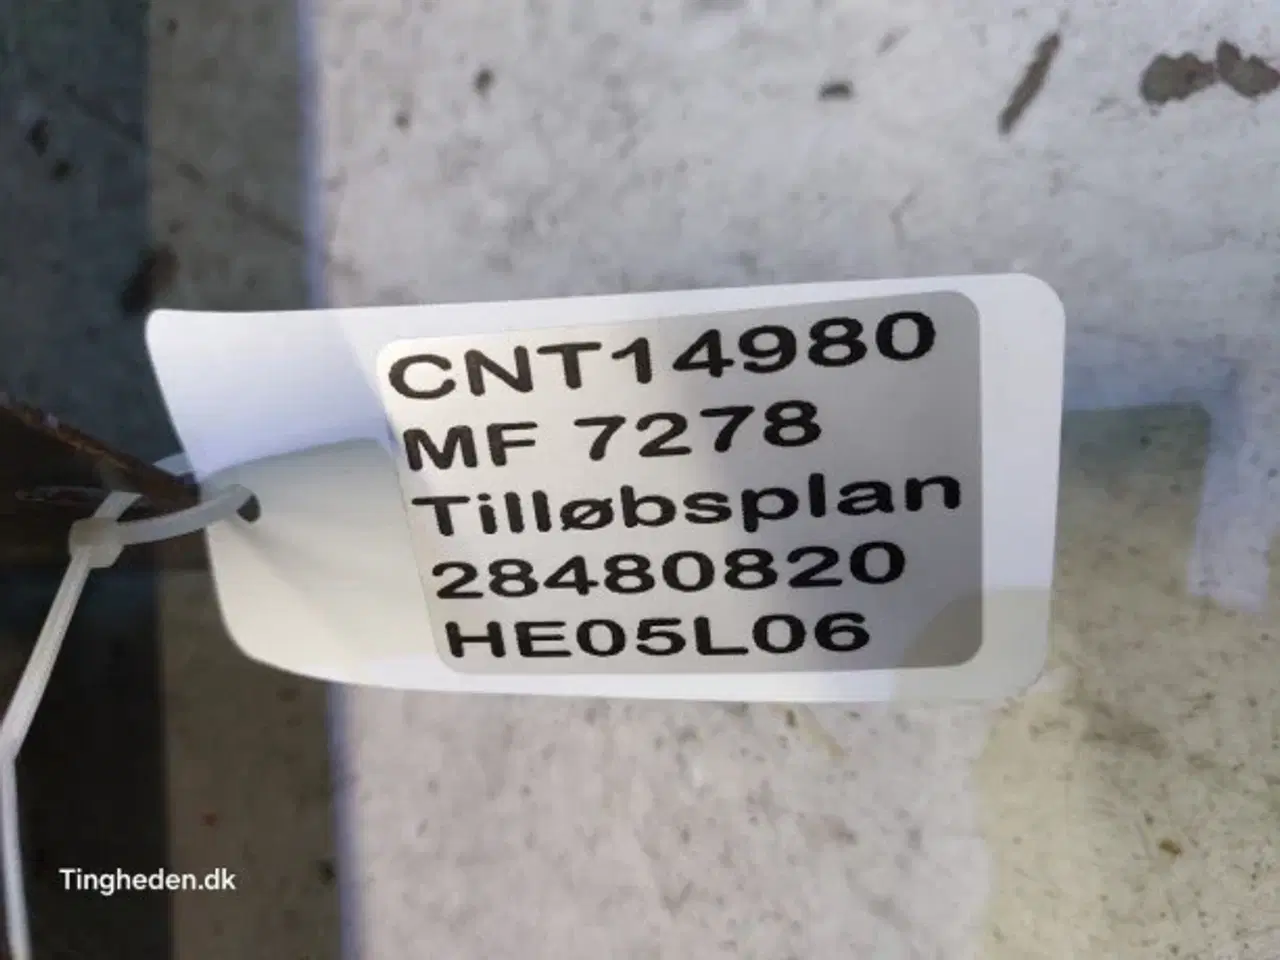 CNT14980
MF 7278
Tilløbsplan
28480820
HE05L06
Tingheden.dk